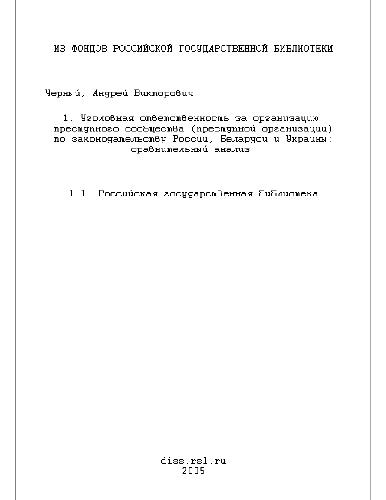 ИЗ ФОНДОВ РОССИЙСКОЙ ГОСУДАРСТВЕННОЙ БИБЛИОТЕКИ
Черный, Андрей Викторович
1. Уголовная ответственность за организацию
преступного сообщества (преступной организации)
по законодательству России, Беларуси и Украины:
сравнительный анализ
1.1. Российская государственная библиотека
diss.rsl.ru
2005